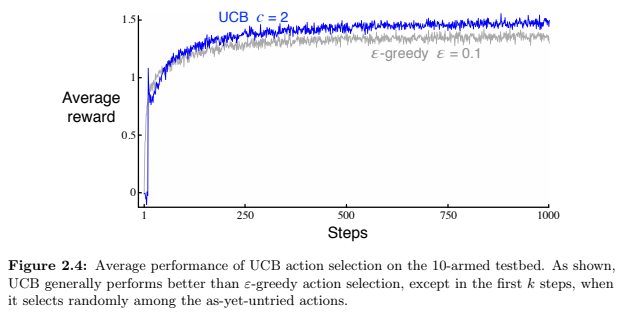 1.5
UCB c = 2
ε-greedy ε = 0.1
1
Average
reward
0.5
0
1
250
500
750
1000
Steps
Figure 2.4: Average performance of UCB action selection on the 10-armed testbed. As shown,
UCB generally performs better than ε-greedy action selection, except in the first k steps, when
it selects randomly among the as-yet-untried actions.